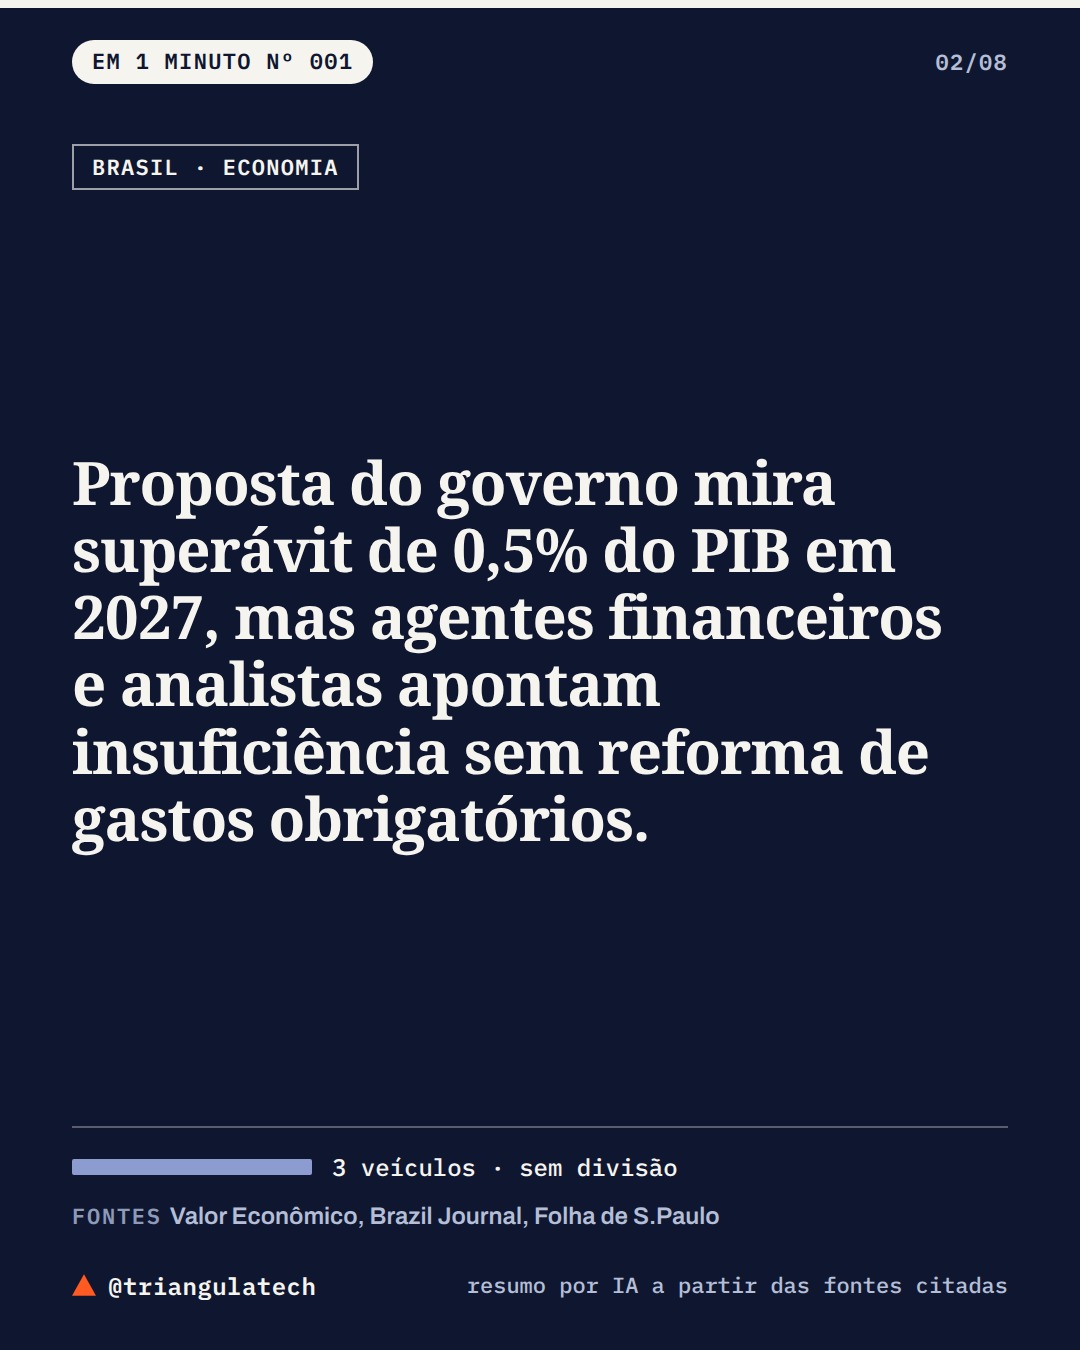 EM 1 MINUTO Nº 001
02/08
BRASIL · ECONOMIA
Proposta do governo mira
superávit de 0,5% do PIB em
2027, mas agentes financeiros
e analistas apontam
insuficiência sem reforma de
gastos obrigatórios.
3 veículos · sem divisão
FONTES Valor Econômico, Brazil Journal, Folha de S.Paulo
@triangulatech
resumo por IA a partir das fontes citadas